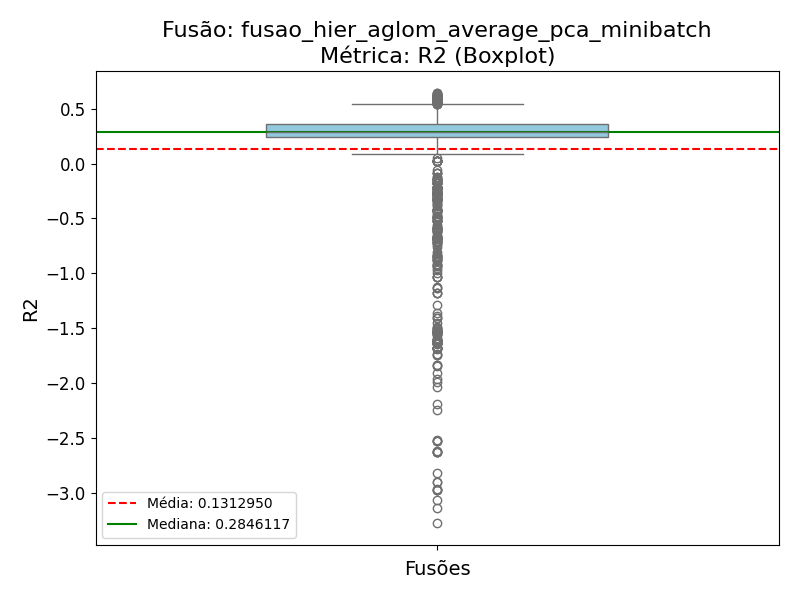 Fusão: fusao_hier_aglom_average_pca_minibatch
Métrica: R2 (Boxplot)
0.5
0.0
−0.5
−1.0
−1.5
−2.0
−2.5
−3.0
R2
Média: 0.1312950
Mediana: 0.2846117
Fusões